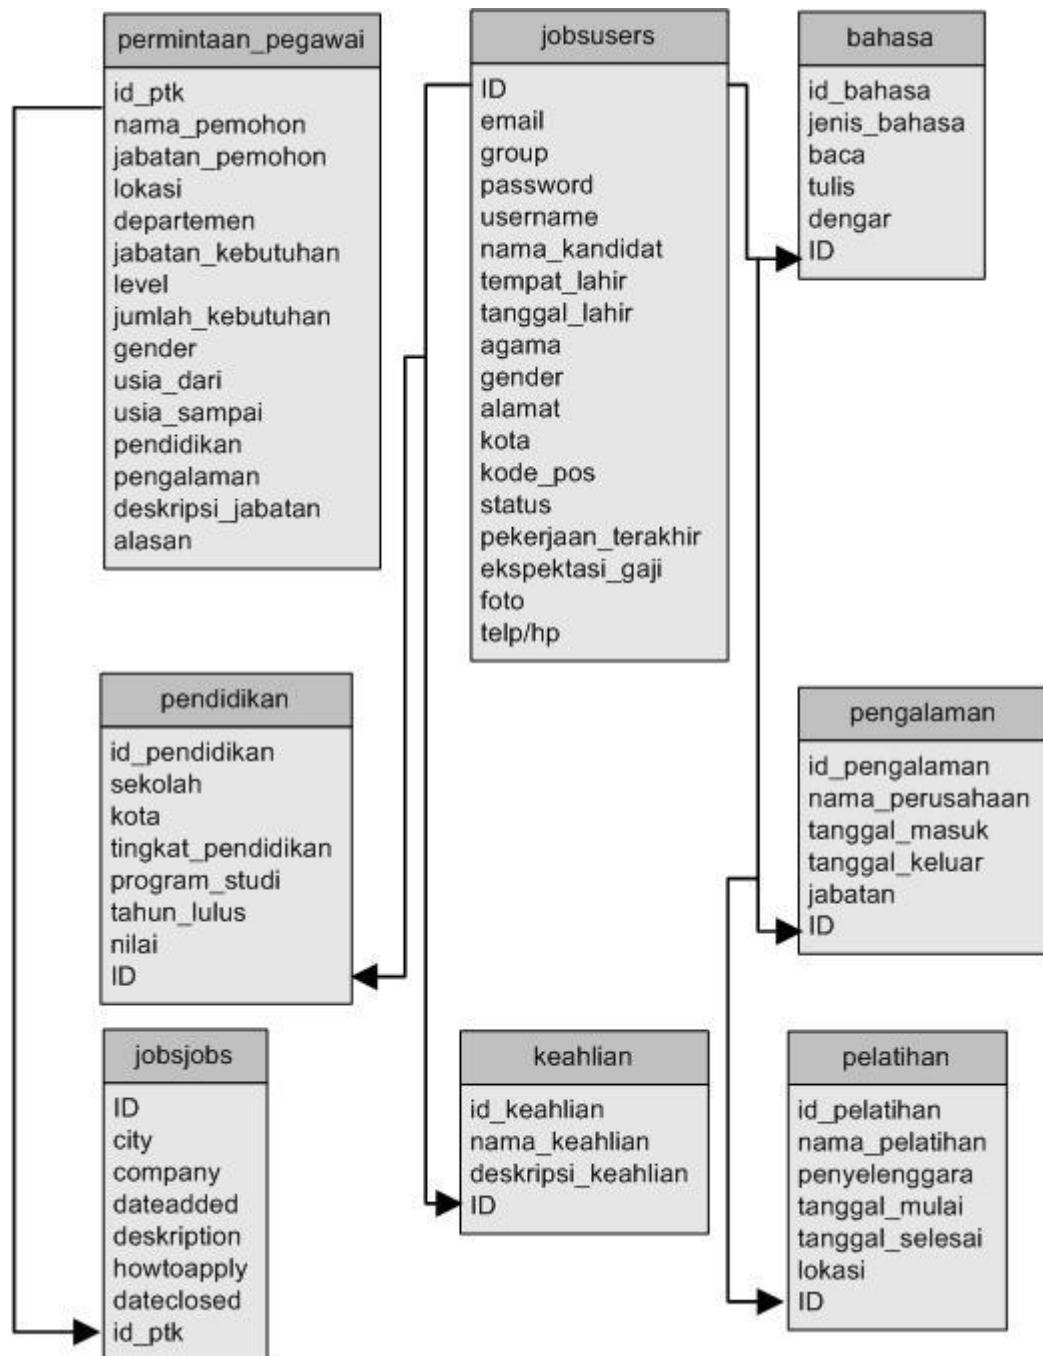 permintaan_pegawai
id_ptk
nama_pemohon
jabatan_pemohon
lokasi
departemen
jabatan_kebutuhan
level
jumlah_kebutuhan
gender
usia_dari
usia_sampai
pendidikan
pengalaman
deskripsi_jabatan
alasan
jobsusers
ID
email
group
password
username
nama_kandidat
tempat_lahir
tanggal_lahir
agama
gender
alamat
kota
kode_pos
status
pekerjaan_terakhir
ekspektasi_gaji
foto
telp/hp
bahasa
id_bahasa
jenis_bahasa
baca
tulis
dengar
ID
pendidikan
id_pendidikan
sekolah
kota
tingkat_pendidikan
program_studi
tahun_lulus
nilai
ID
pengalaman
id_pengalaman
nama_perusahaan
tanggal_masuk
tanggal_keluar
jabatan
ID
jobsjobs
ID
city
company
dateadded
deskription
howtoapply
dateclosed
id_ptk
keahlian
id_keahlian
nama_keahlian
deskripsi_keahlian
ID
pelatihan
id_pelatihan
nama_pelatihan
penyelenggara
tanggal_mulai
tanggal_selesai
lokasi
ID